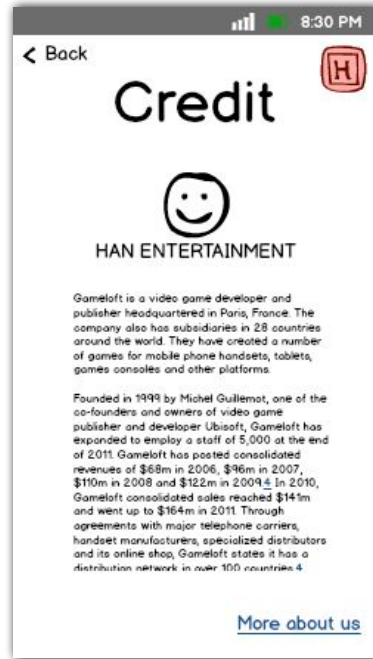 8:30 PM
Back
H
Credit
HAN ENTERTAINMENT
Gameloft is a video game developer and
publisher headquartered in Paris, France. The
company also has subsidiaries in 28 countries
around the world. They have created a number
of games for mobile phone handsets, tablets,
games consoles and other platforms.
Founded in 1999 by Michel Guillemot, one of the
co-founders and owners of video game
publisher and developer Ubisoft, Gameloft has
expanded to employ a staff of 5,000 at the end
of 2011. Gameloft has posted consolidated
revenues of $68m in 2006, $96m in 2007,
$110m in 2008 and $122m in 2009.4 In 2010,
Gameloft consolidated sales reached $141m
and went up to $164m in 2011. Through
agreements with major telephone carriers,
handset manufacturers, specialized distributors
and its online shop, Gameloft states it has a
distribution network in over 100 countries.4
More about us